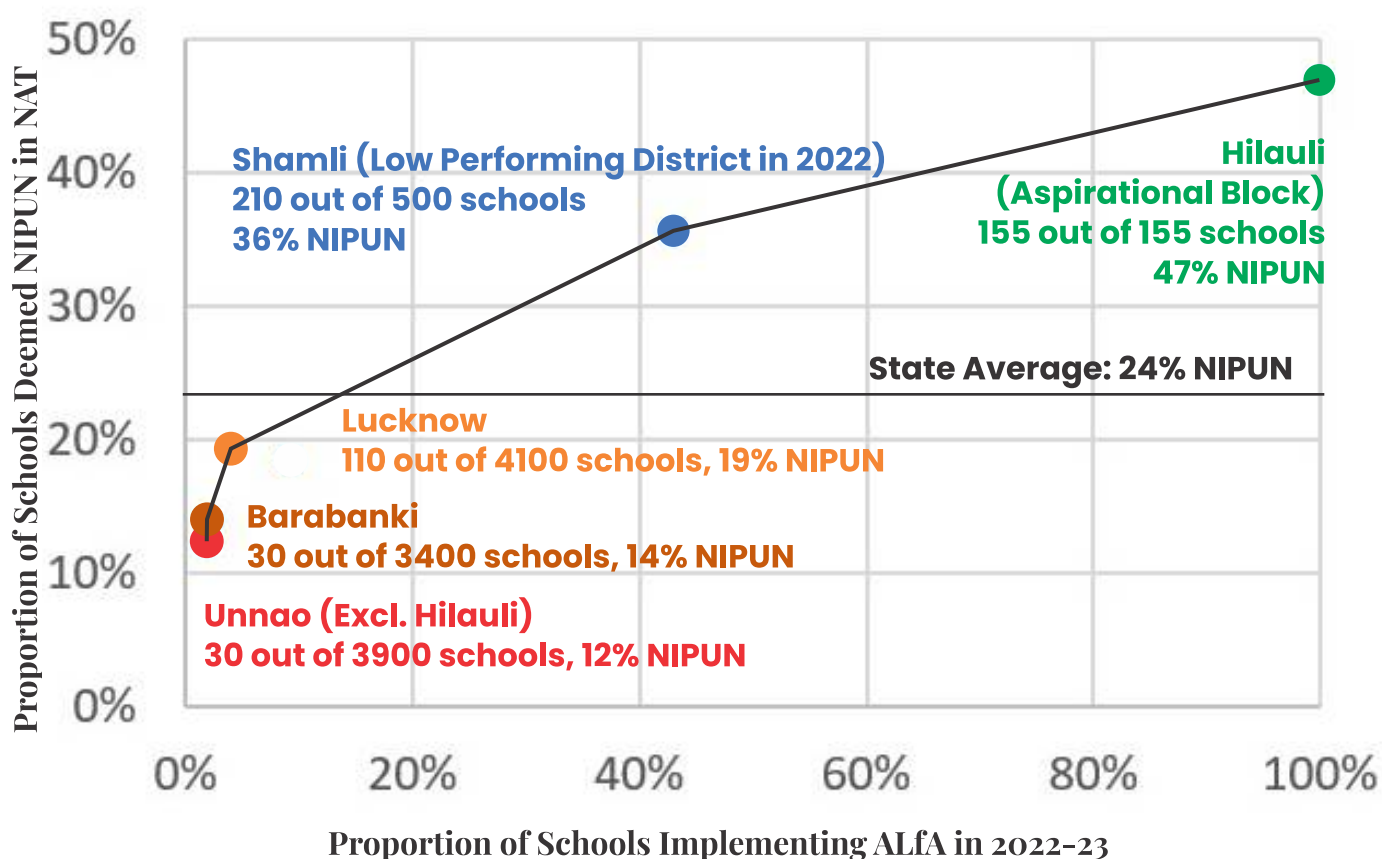 Proportion of Schools Deemed NIPUN in NAT
50%
40%
30%
20%
10%
0%
Shamli (Low Performing District in 2022)
210 out of 500 schools
36% NIPUN
Hilauli
(Aspirational Block)
155 out of 155 schools
47% NIPUN
State Average: 24% NIPUN
Lucknow
110 out of 4100 schools, 19% NIPUN
Barabanki
30 out of 3400 schools, 14% NIPUN
Unnao (Excl. Hilauli)
30 out of 3900 schools, 12% NIPUN
0% 20% 40% 60% 80% 100%
Proportion of Schools Implementing ALfA in 2022-23